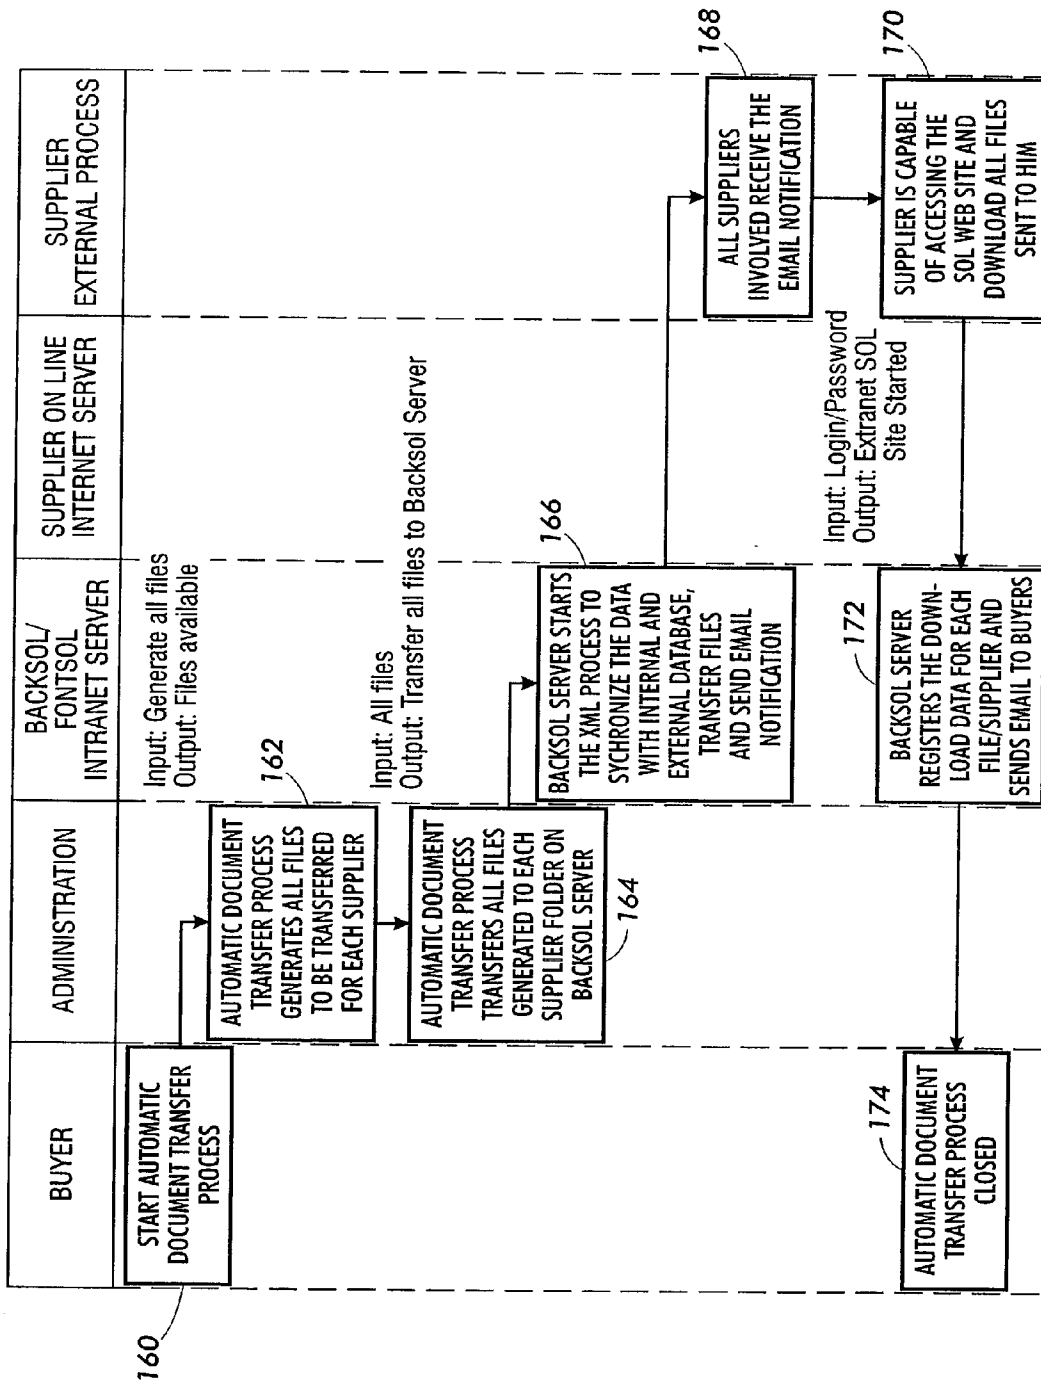 BUYER
ADMINISTRATION
BACKSOL/
FONTSOL
INTRANET SERVER
SUPPLIER ON LINE
INTERNET SERVER
SUPPLIER
EXTERNAL PROCESS
160
START AUTOMATIC
DOCUMENT TRANSFER
PROCESS
Input: Generate all files
Output: Files available
162
AUTOMATIC DOCUMENT
TRANSFER PROCESS
GENERATES ALL FILES
TO BE TRANSFERRED
FOR EACH SUPPLIER
Input: All files
Output: Transfer all files to Backsol Server
AUTOMATIC DOCUMENT
TRANSFER PROCESS
TRANSFERS ALL FILES
GENERATED TO EACH
SUPPLIER FOLDER ON
BACKSOL SERVER
164
166
BACKSOL SERVER STARTS
THE XML PROCESS TO
SYCHRONIZE THE DATA
WITH INTERNAL AND
EXTERNAL DATABASE,
TRANSFER FILES
AND SEND EMAIL
NOTIFICATION
168
ALL SUPPLIERS
INVOLVED RECEIVE THE
EMAIL NOTIFICATION
Input: Login/Password
Output: Extranet SOL
Site Started
170
SUPPLIER IS CAPABLE
OF ACCESSING THE
SOL WEB SITE AND
DOWNLOAD ALL FILES
SENT TO HIM
172
BACKSOL SERVER
REGISTERS THE DOWN-
LOAD DATA FOR EACH
FILE/SUPPLIER AND
SENDS EMAIL TO BUYERS
174
AUTOMATIC DOCUMENT
TRANSFER PROCESS
CLOSED